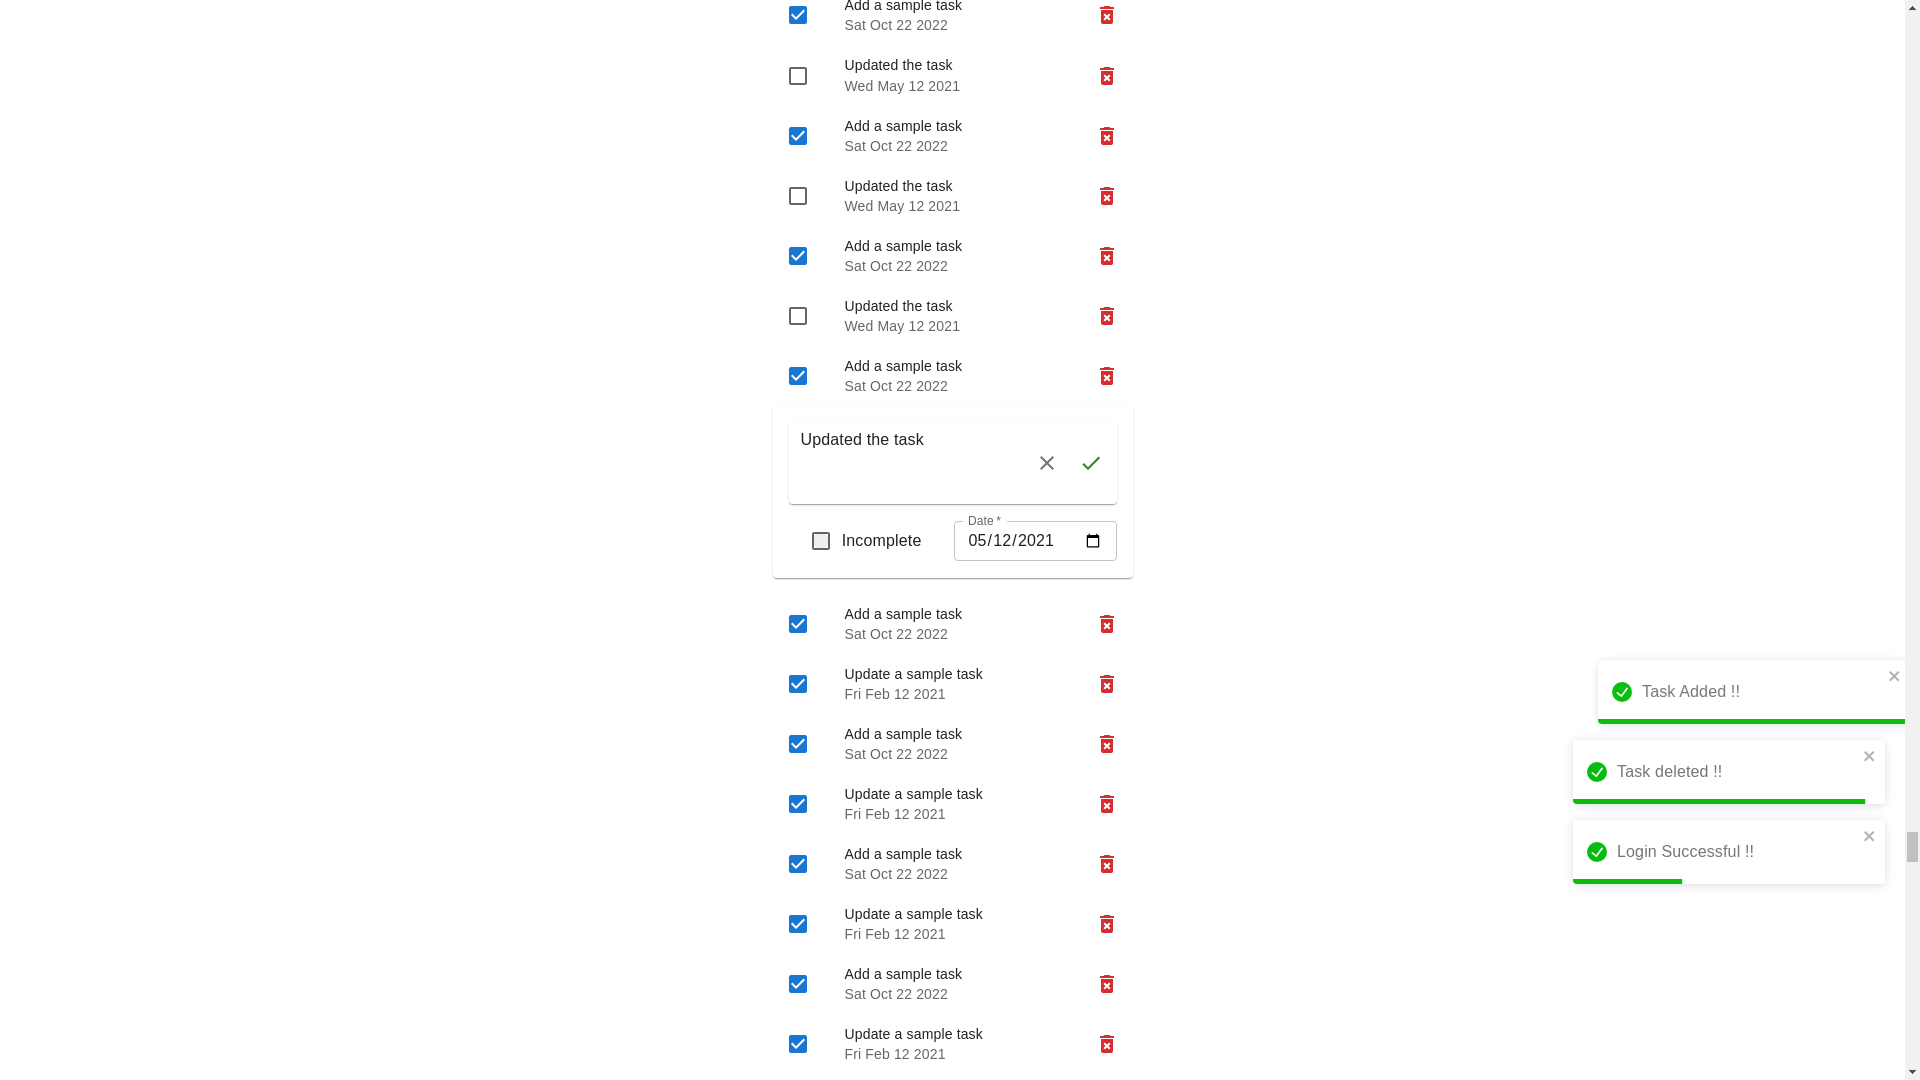 Add a sample task
Sat Oct 22 2022
Updated the task
Wed May 12 2021
Add a sample task
Sat Oct 22 2022
Updated the task
Wed May 12 2021
Add a sample task
Sat Oct 22 2022
Updated the task
Wed May 12 2021
Add a sample task
Sat Oct 22 2022
Updated the task
Incomplete
Date *
05/12/2021
Add a sample task
Sat Oct 22 2022
Update a sample task
Fri Feb 12 2021
Add a sample task
Sat Oct 22 2022
Update a sample task
Fri Feb 12 2021
Add a sample task
Sat Oct 22 2022
Update a sample task
Fri Feb 12 2021
Add a sample task
Sat Oct 22 2022
Update a sample task
Fri Feb 12 2021
Task Added !!
Task deleted !!
Login Successful !!